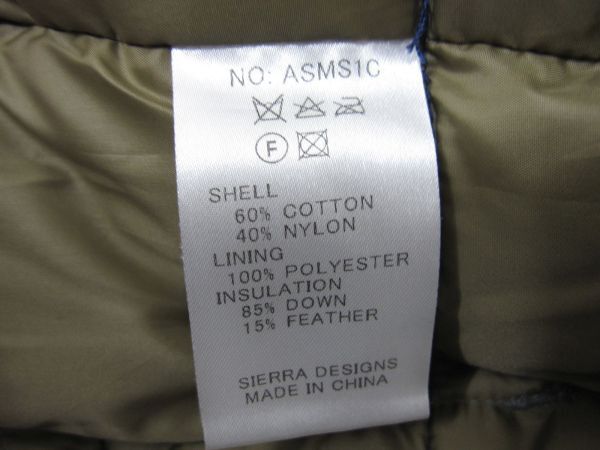 NO: ASMS1C
F
SHELL
60% COTTON
40% NYLON
LINING
100% POLYESTER
INSULATION
85% DOWN
15% FEATHER
SIERRA DESIGNS
MADE IN CHINA